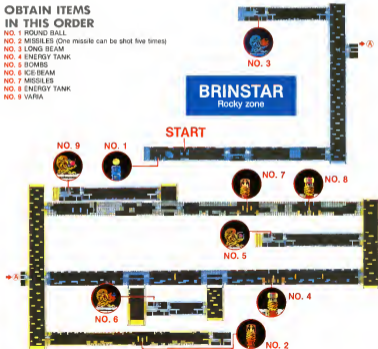 OBTAIN ITEMS
IN THIS ORDER
NO. 1 ROUND BALL
NO. 2 MISSILES (One missile can be shot five times)
NO. 3 LONG BEAM
NO. 4 ENERGY TANK
NO. 5 BOMBS
NO. 6 ICE BEAM
NO. 7 MISSILES
NO. 8 ENERGY TANK
NO. 9 VARIA
A
NO. 3
BRINSTAR
Rocky zone
START
NO. 9
NO. 1
NO. 7
NO. 8
NO. 5
A
NO. 4
NO. 6
NO. 2